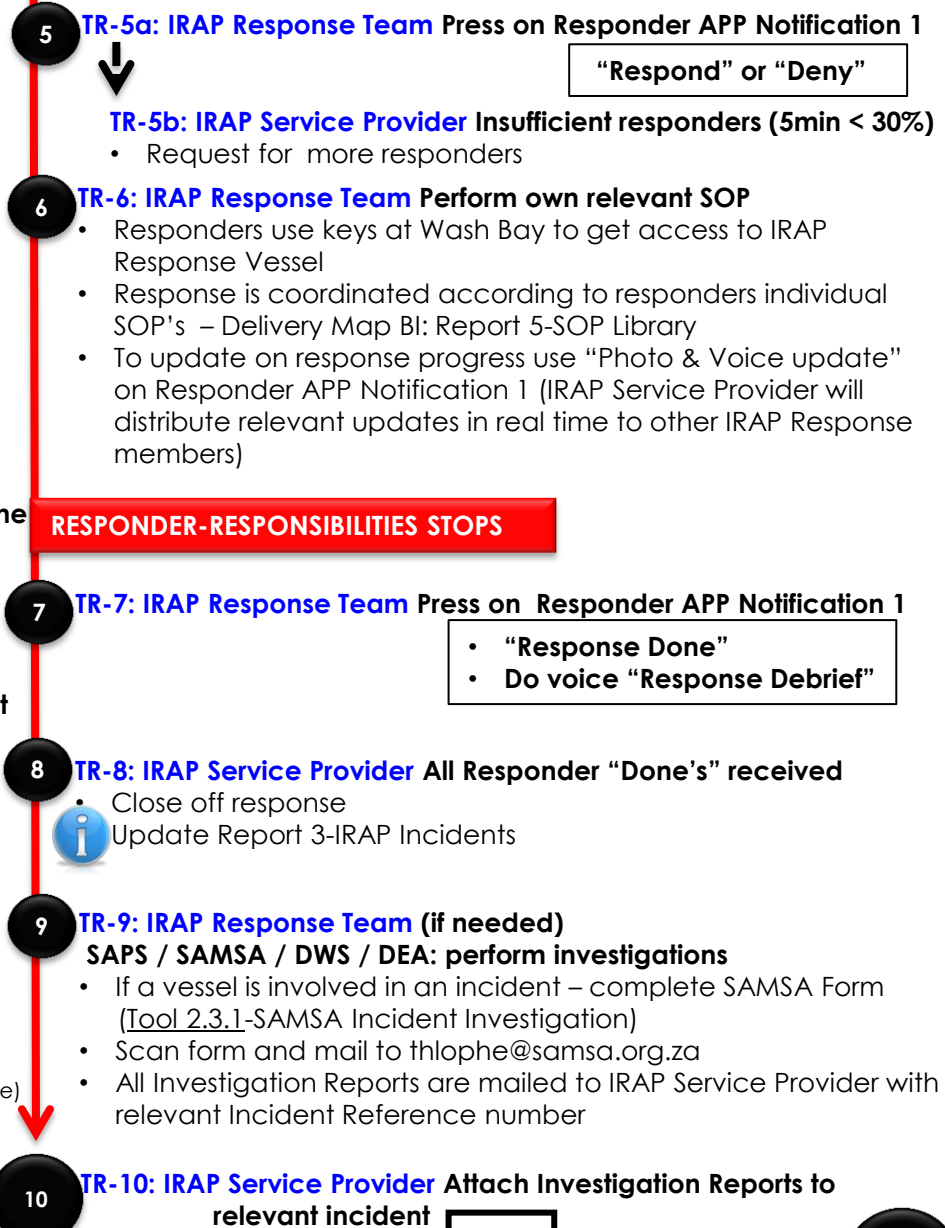 5
TR-5a: IRAP Response Team Press on Responder APP Notification 1
“Respond” or “Deny”
TR-5b: IRAP Service Provider Insufficient responders (5min < 30%)
• Request for more responders
6
TR-6: IRAP Response Team Perform own relevant SOP
• Responders use keys at Wash Bay to get access to IRAP
Response Vessel
• Response is coordinated according to responders individual
SOP’s – Delivery Map BI: Report 5-SOP Library
• To update on response progress use “Photo & Voice update”
on Responder APP Notification 1 (IRAP Service Provider will
distribute relevant updates in real time to other IRAP Response
members)
RESPONDER-RESPONSIBILITIES STOPS
7
TR-7: IRAP Response Team Press on Responder APP Notification 1
• “Response Done”
• Do voice “Response Debrief”
8
TR-8: IRAP Service Provider All Responder “Done’s” received
• Close off response
i Update Report 3-IRAP Incidents
9
TR-9: IRAP Response Team (if needed)
SAPS / SAMSA / DWS / DEA: perform investigations
• If a vessel is involved in an incident – complete SAMSA Form
(Tool 2.3.1-SAMSA Incident Investigation)
• Scan form and mail to thlophe@samsa.org.za
• All Investigation Reports are mailed to IRAP Service Provider with
relevant Incident Reference number
e)
10
TR-10: IRAP Service Provider Attach Investigation Reports to
relevant incident